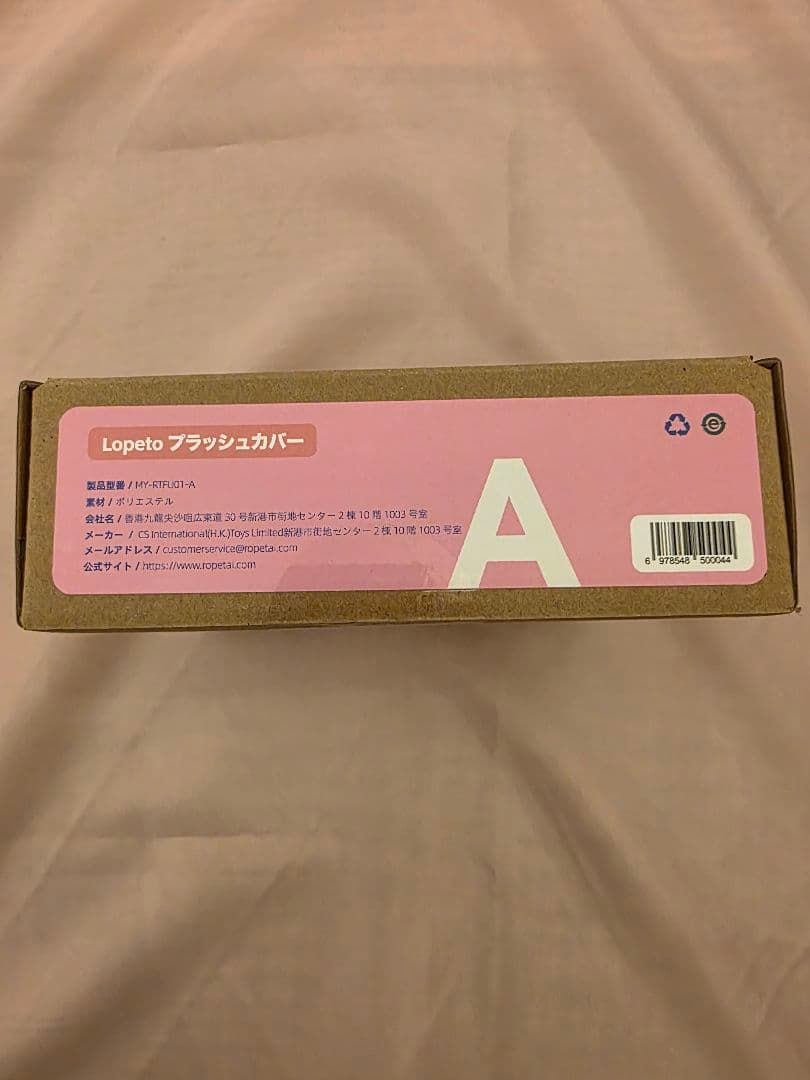 Lopeto プラッシュカバー
製品型番 / MY-RTFU01-A
素材 / ポリエステル
会社名 / 香港九龍尖沙咀広東道 30 号新港市街地センター 2 棟 10 階 1003 号室
メーカー / CS International(H.K.)Toys Limited新港市街地センター 2 棟 10 階 1003 号室
メールアドレス / customerservice@ropetai.com
公式サイト / https://www.ropetai.com
A
e
6 978548 500044